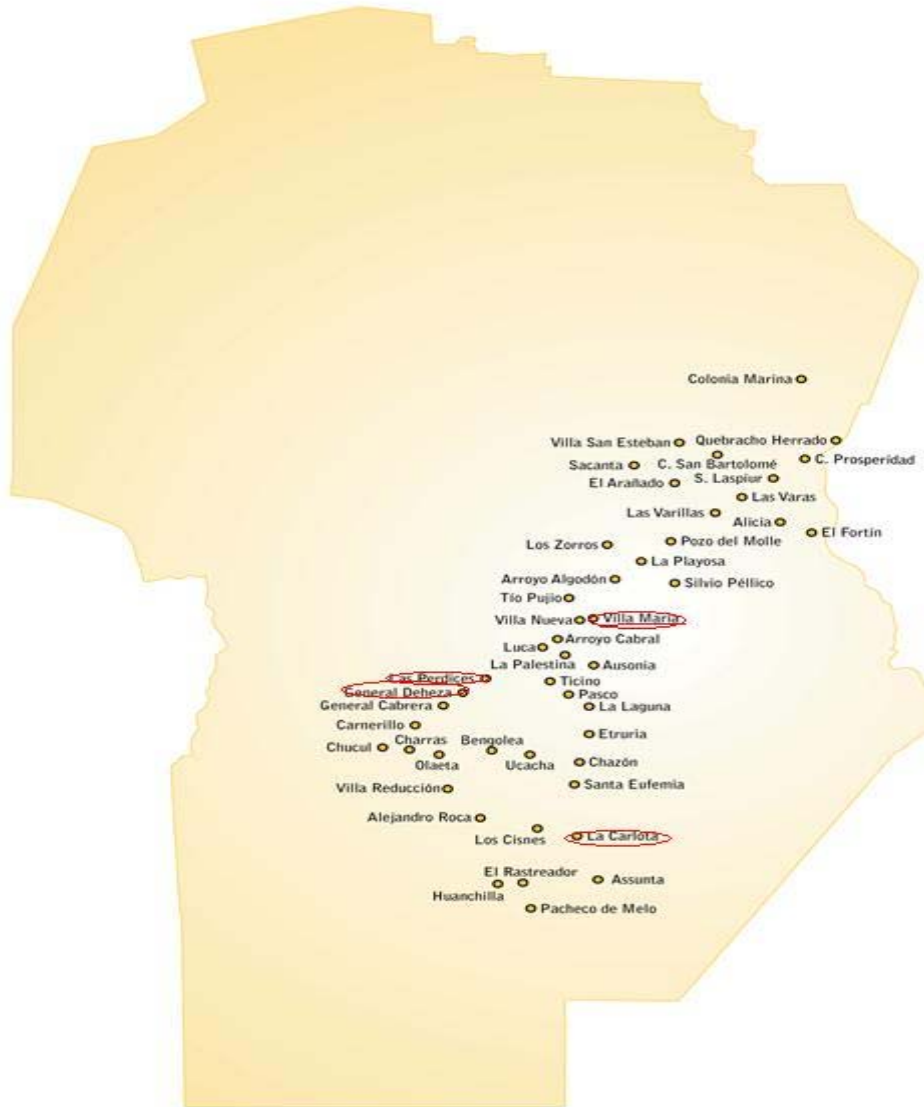 Colonia Marina
Villa San Esteban
Quebracho Herrado
C. San Bartolomé
C. Prosperidad
Sacanta
S. Laspiur
El Arañado
Las Varas
Las Varillas
Alicia
El Fortín
Pozo del Molle
Los Zorros
La Playosa
Arroyo Algodón
Silvio Péllico
Tío Pujio
Villa Nueva
Villa María
Arroyo Cabral
Luca
La Palestina
Ausonia
Las Perdices
Ticino
General Deheza
Pasco
General Cabrera
La Laguna
Carnerillo
Etruria
Chucul
Charras
Bengolea
Olaeta
Ucacha
Chazón
Villa Reducción
Santa Eufemia
Alejandro Roca
Los Cisnes
La Carlota
El Rastreador
Assunta
Huanchilla
Pacheco de Melo